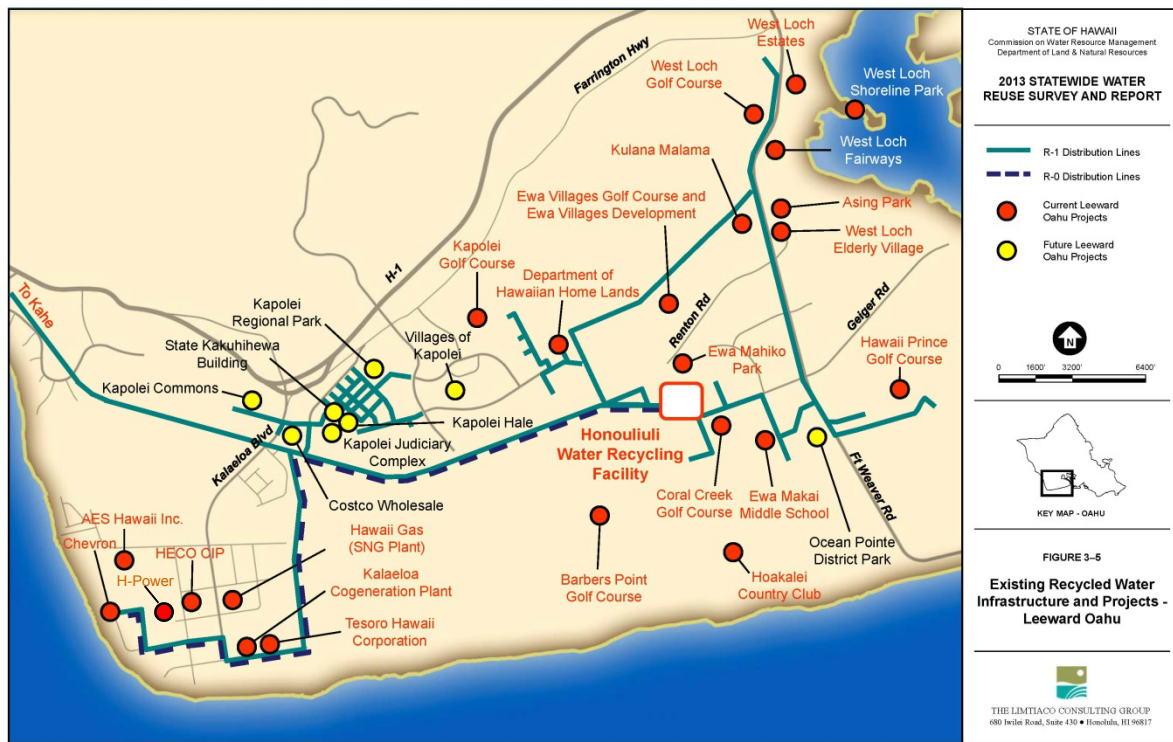 West Loch
Estates
West Loch
Golf Course
West Loch
Shoreline Park
Farrington Hwy
Kulana Malama
West Loch
Fairways
Ewa Villages Golf Course and
Ewa Villages Development
Asing Park
West Loch
Elderly Village
Kapolei
Golf Course
H-1
Department of
Hawaiian Home Lands
To Kahe
Kapolei
Regional Park
Renton Rd
Geiger Rd
State Kakuhihewa
Building
Villages of
Kapolei
Ewa Mahiko
Park
Hawaii Prince
Golf Course
Kapolei Commons
Kapolei Hale
Kalaeloa Blvd
Kapolei Judiciary
Complex
Honouliuli
Water Recycling
Facility
Costco Wholesale
Coral Creek
Golf Course
Ewa Makai
Middle School
Ft Weaver Rd
AES Hawaii Inc.
Chevron
HECO CIP
Hawaii Gas
(SNG Plant)
Ocean Pointe
District Park
H-Power
Kalaeloa
Cogeneration Plant
Barbers Point
Golf Course
Hoakalei
Country Club
Tesoro Hawaii
Corporation
STATE OF HAWAII
Commission on Water Resource Management
Department of Land & Natural Resources
2013 STATEWIDE WATER
REUSE SURVEY AND REPORT
R-1 Distribution Lines
R-0 Distribution Lines
Current Leeward
Oahu Projects
Future Leeward
Oahu Projects
N
0 1600' 3200' 6400'
KEY MAP - OAHU
FIGURE 3–5
Existing Recycled Water
Infrastructure and Projects -
Leeward Oahu
THE LIMTIACO CONSULTING GROUP
680 Iwilei Road, Suite 430 ● Honolulu, HI 96817